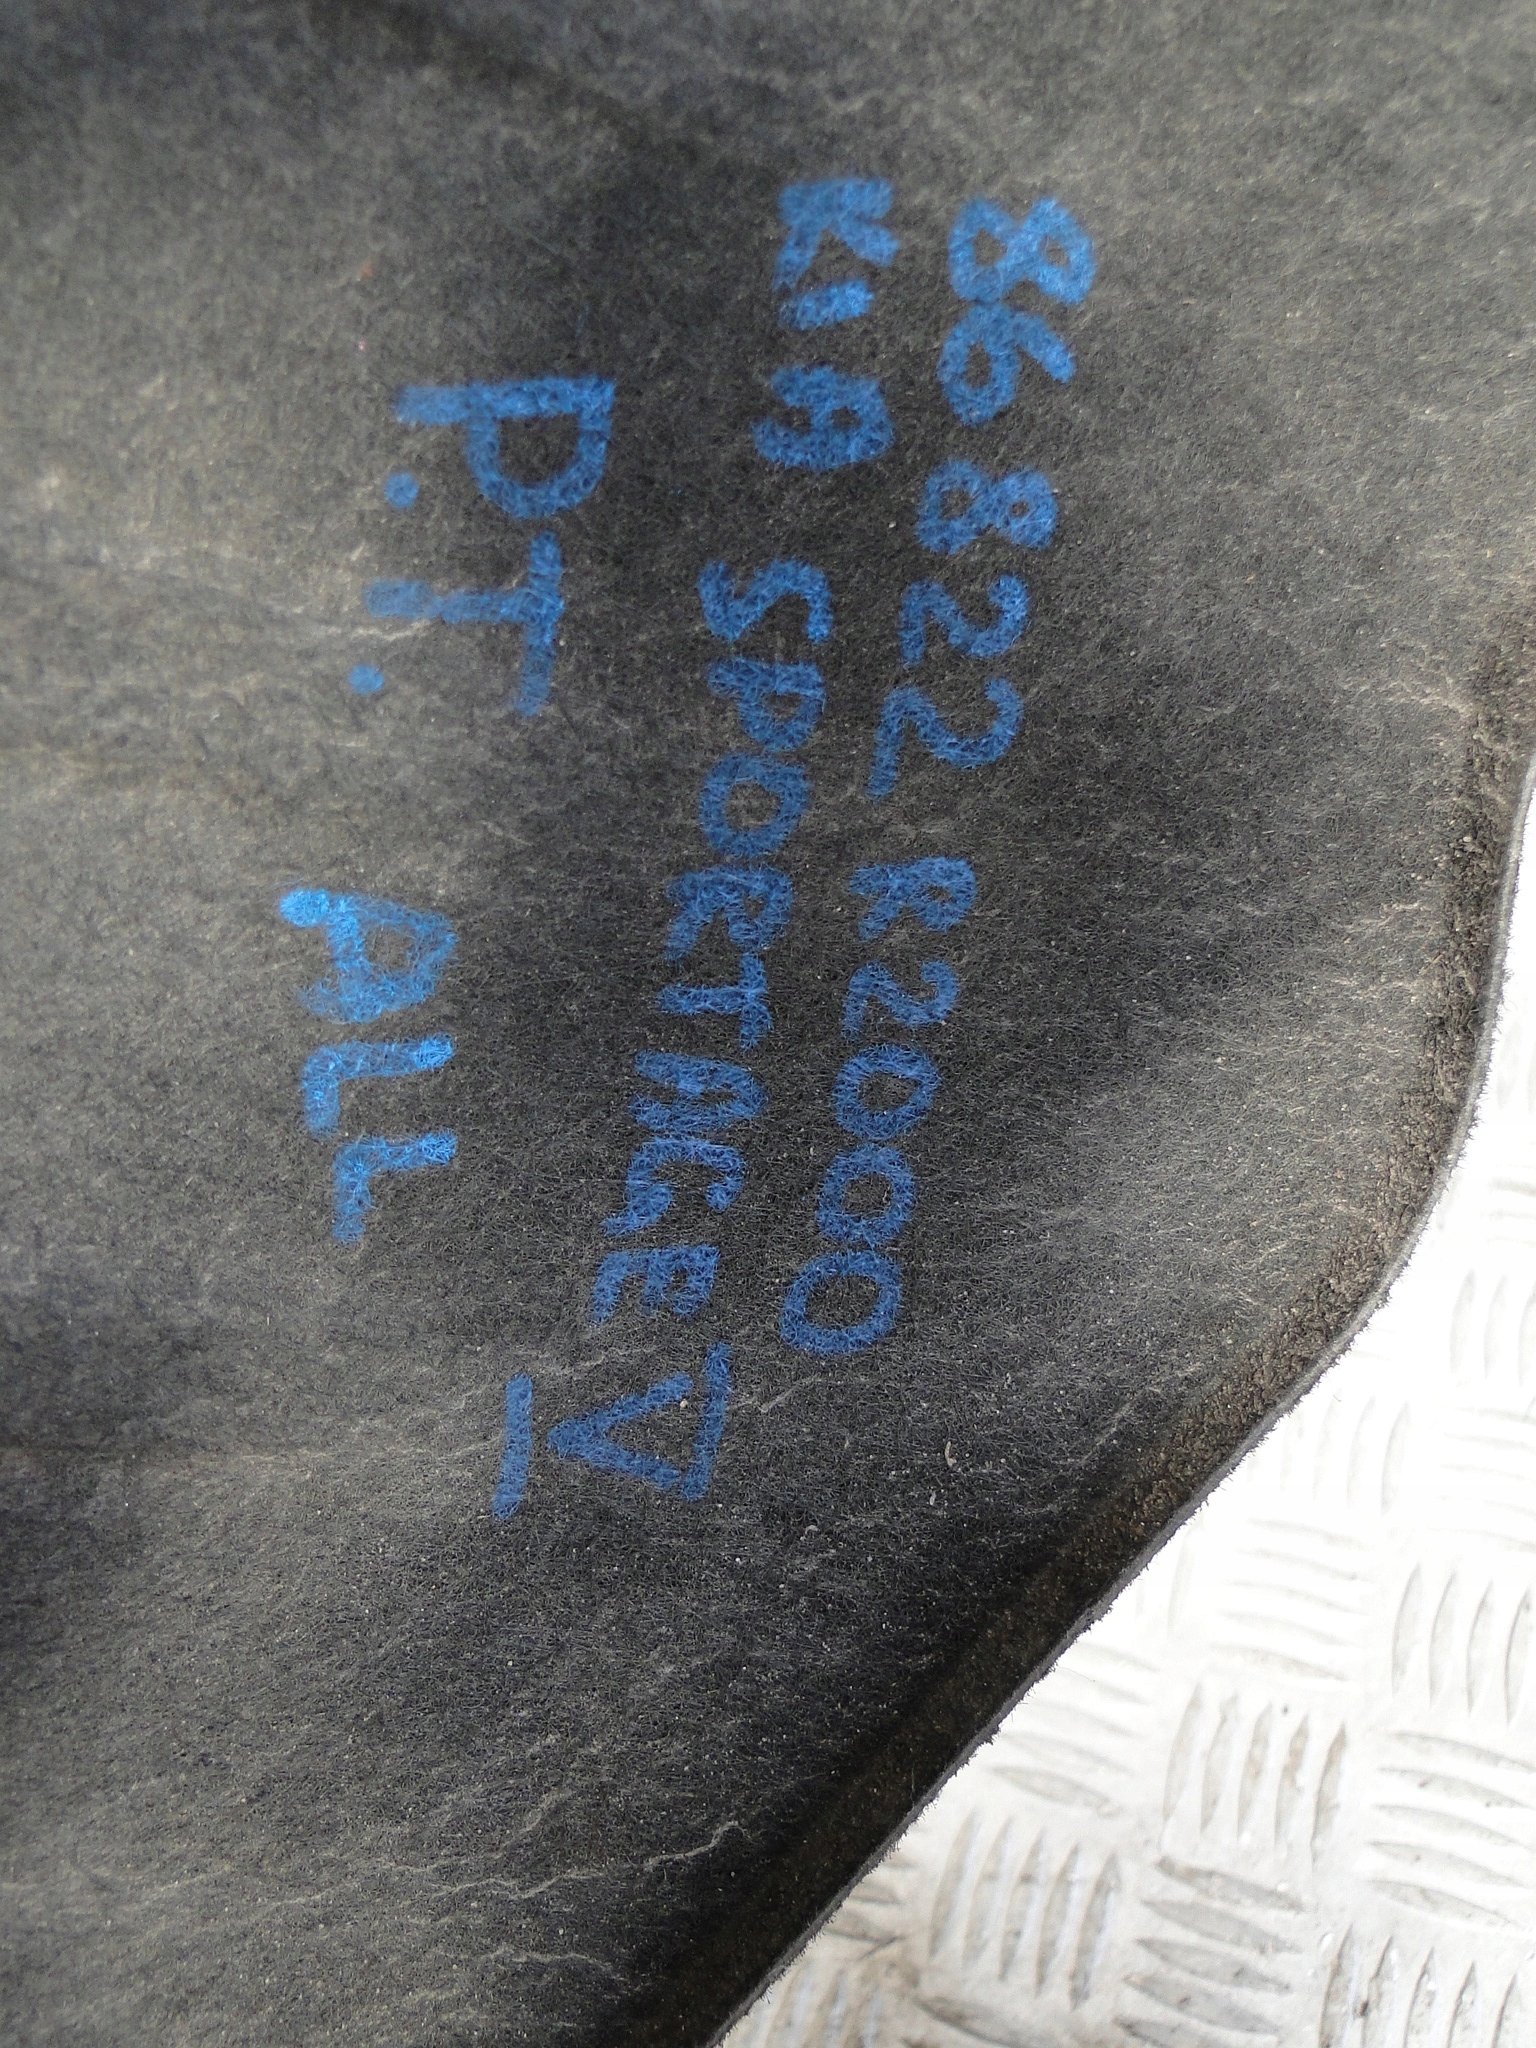 86822 R2000
KIA SPORTAGE V
P.T. ALL